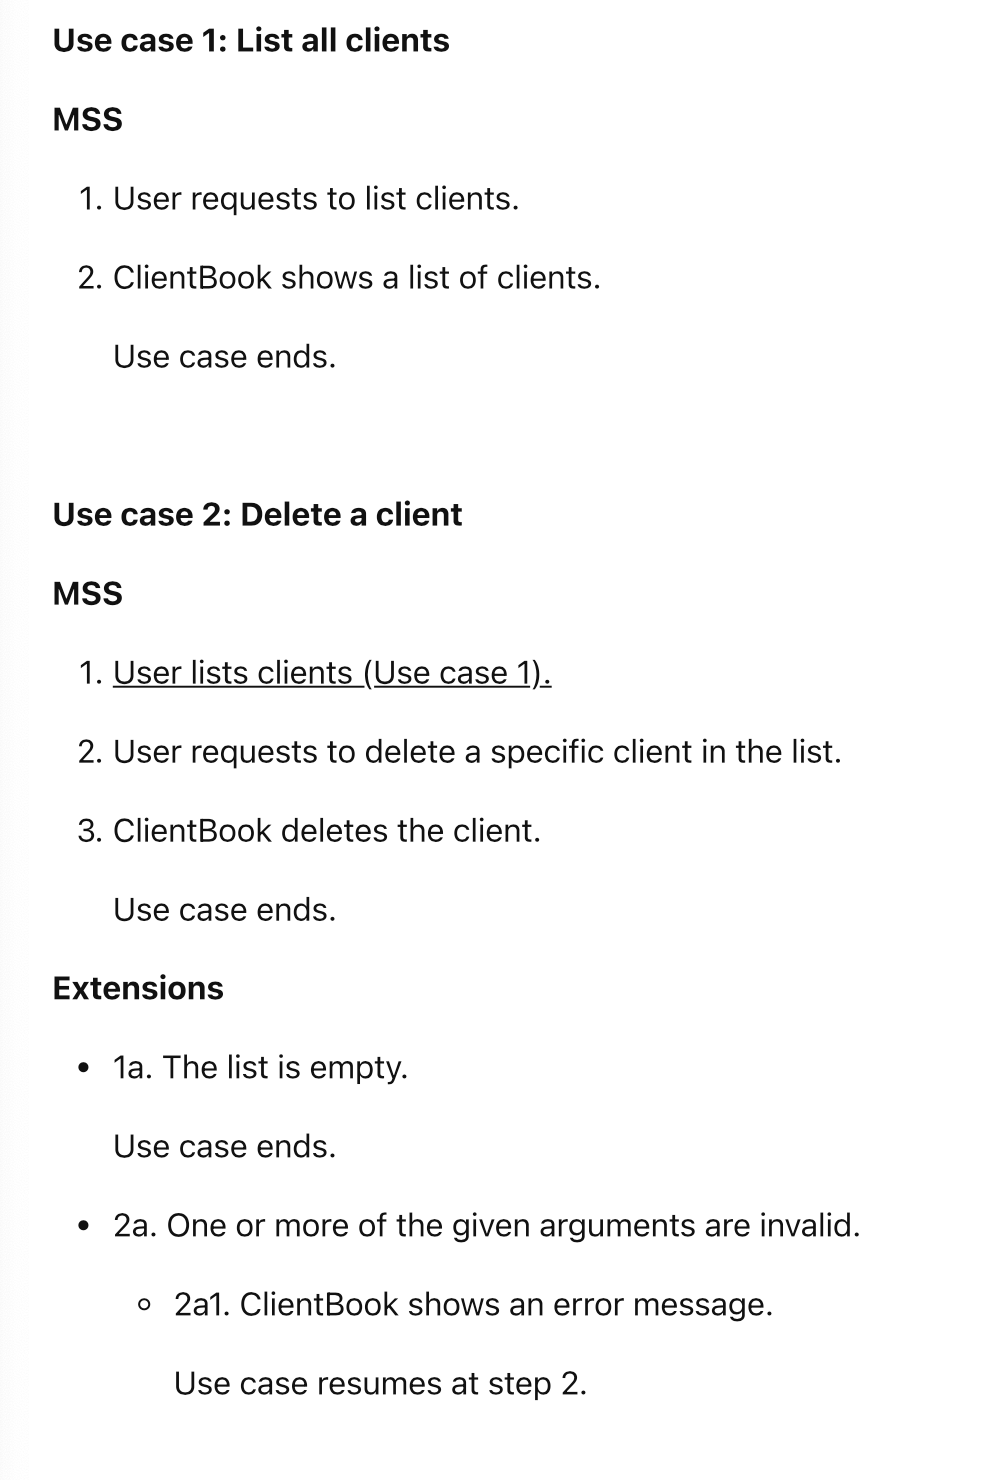 Use case 1: List all clients
MSS
1. User requests to list clients.
2. ClientBook shows a list of clients.
Use case ends.
Use case 2: Delete a client
MSS
1. User lists clients (Use case 1).
2. User requests to delete a specific client in the list.
3. ClientBook deletes the client.
Use case ends.
Extensions
• 1a. The list is empty.
Use case ends.
• 2a. One or more of the given arguments are invalid.
◦ 2a1. ClientBook shows an error message.
Use case resumes at step 2.